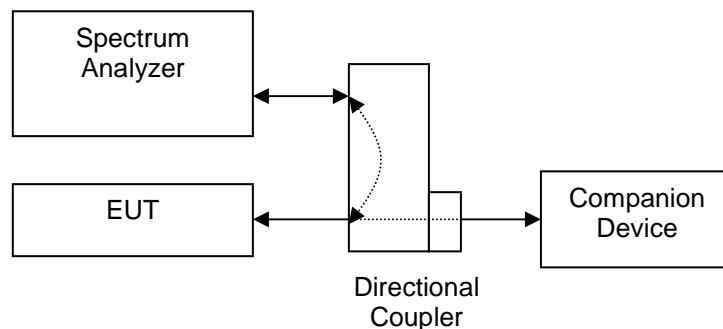 Spectrum
Analyzer
EUT
Companion
Device
Directional
Coupler